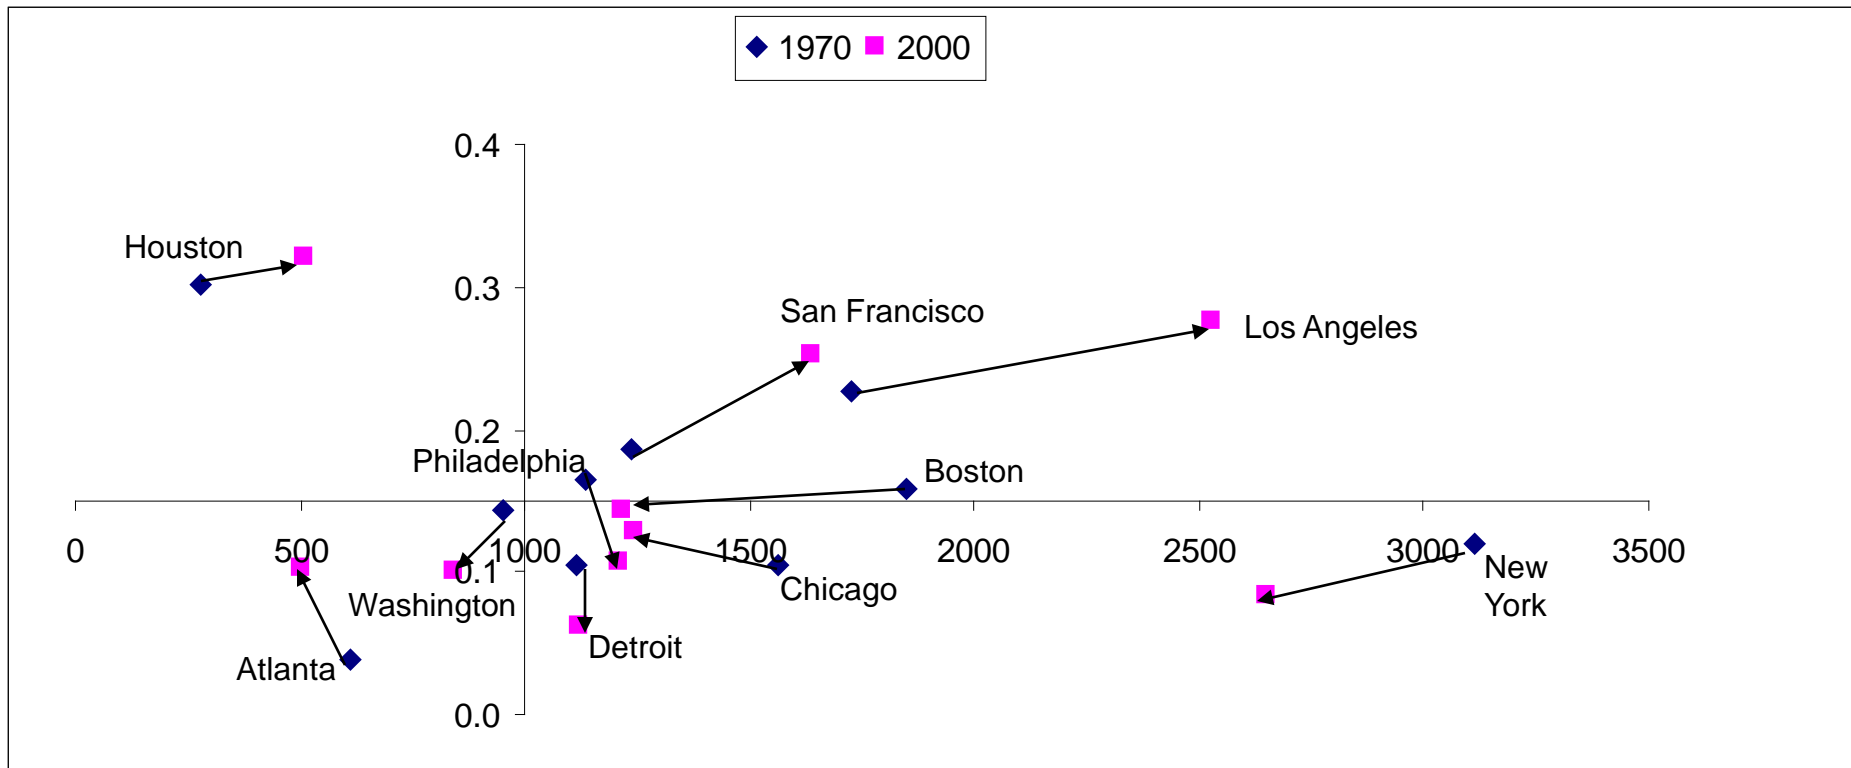 1970 2000
0.4
Houston
0.3
San Francisco
Los Angeles
0.2
Philadelphia
Boston
0 500 1000 1500 2000 2500 3000 3500
0.1
New
York
Chicago
Washington
Detroit
Atlanta
0.0